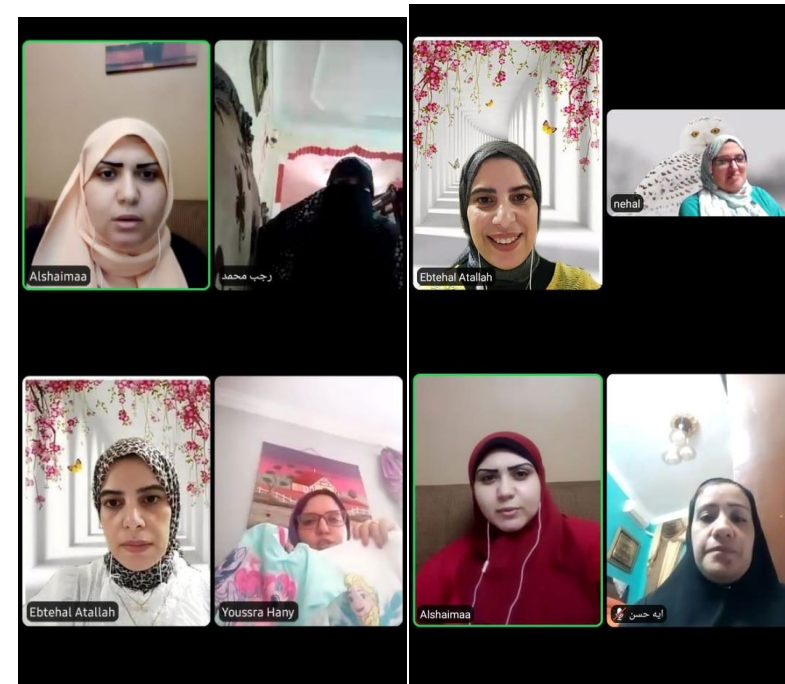 Alshaimaa
رجب محمد
Ebtehal Atallah
nehal
Ebtehal Atallah
Youssra Hany
Alshaimaa
ايه حسن